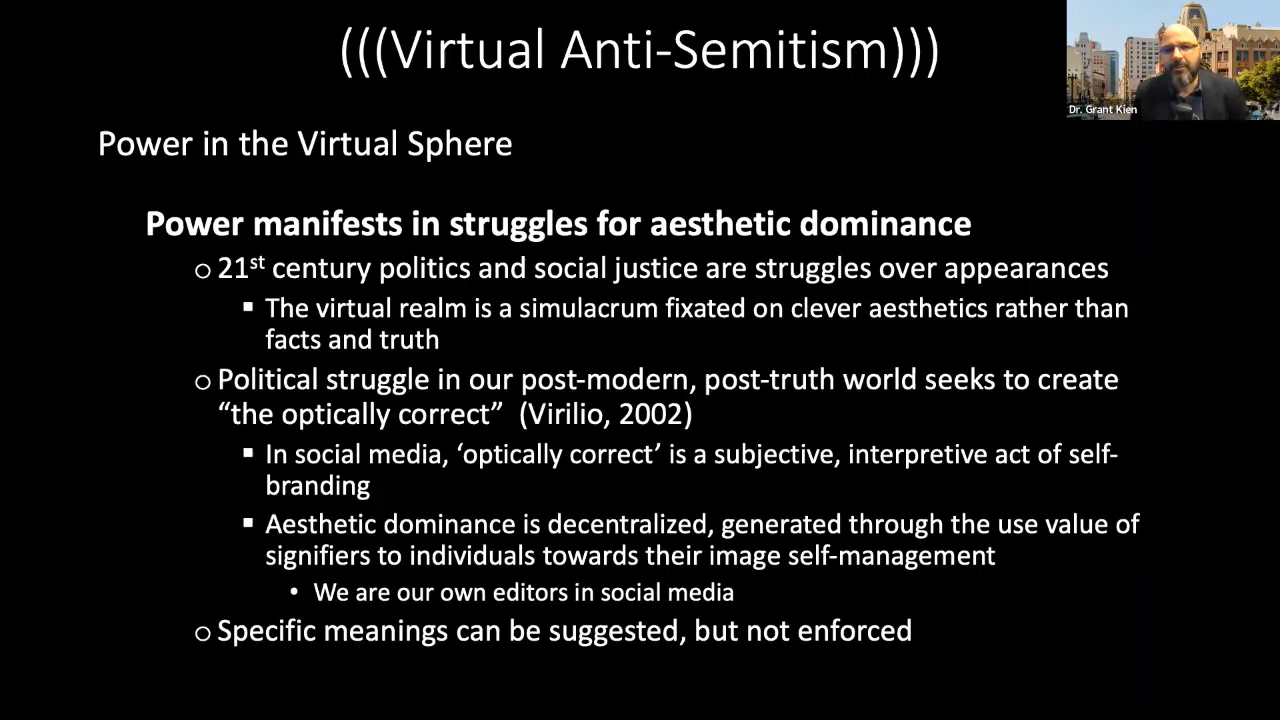 (((Virtual Anti-Semitism)))
Dr. Grant Kien
Power in the Virtual Sphere
Power manifests in struggles for aesthetic dominance
o 21st century politics and social justice are struggles over appearances
▪ The virtual realm is a simulacrum fixated on clever aesthetics rather than
facts and truth
o Political struggle in our post-modern, post-truth world seeks to create
“the optically correct” (Virilio, 2002)
▪ In social media, ‘optically correct’ is a subjective, interpretive act of self-
branding
▪ Aesthetic dominance is decentralized, generated through the use value of
signifiers to individuals towards their image self-management
• We are our own editors in social media
o Specific meanings can be suggested, but not enforced